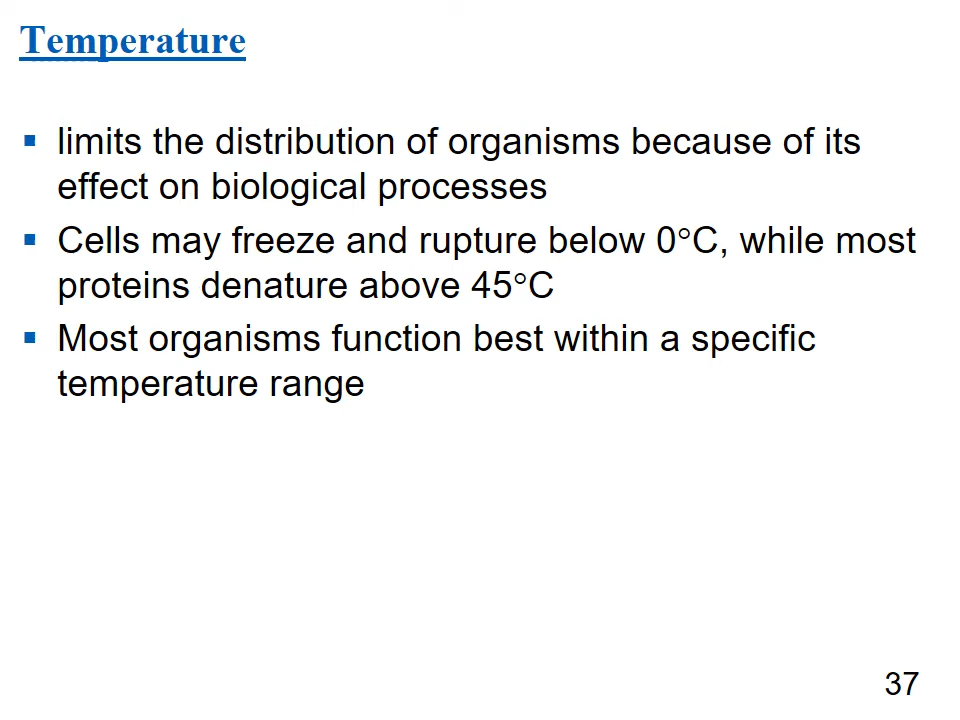 Temperature
▪ limits the distribution of organisms because of its
effect on biological processes
▪ Cells may freeze and rupture below 0°C, while most
proteins denature above 45°C
▪ Most organisms function best within a specific
temperature range
37